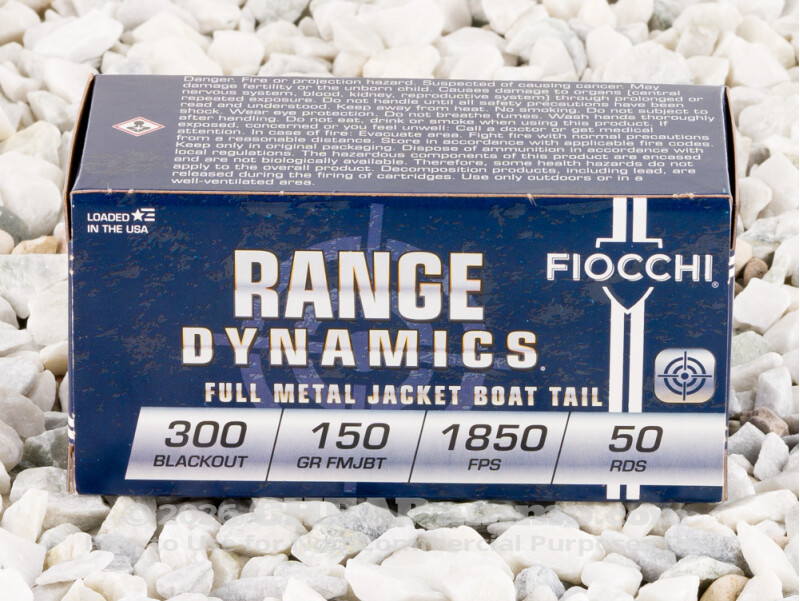 Danger. Fire or projection hazard. Suspected of causing cancer. May
damage fertility or the unborn child. Causes damage to organs (central
nervous system, blood, kidney, reproductive system) through prolonged or
repeated exposure. Do not handle until all safety precautions have been
read and understood. Keep away from heat. No smoking. Do not subject to
shock. Wear eye protection. Do not breathe fumes. Wash hands thoroughly
after handling. Do not eat, drink or smoke when using this product. If
exposed, concerned or you feel unwell: Call a doctor or get medical
attention. In case of fire: Evacuate area. Fight fire with normal precautions
from a reasonable distance. Store in accordance with applicable fire codes.
Keep only in original packaging. Dispose of ammunition in accordance with
local regulations. The hazardous components of this product are encased
and are not biologically available. Therefore, some health hazards do not
apply to the overall product. Decomposition products, including lead, are
released during the firing of cartridges. Use only outdoors or in a
well-ventilated area.
LOADED
IN THE USA
RANGE
DYNAMICS.
FIOCCHI®
FULL METAL JACKET BOAT TAIL
300
BLACKOUT
150
GR FMJBT
1850
FPS
50
RDS
to Use for Non-Commercial Purposes